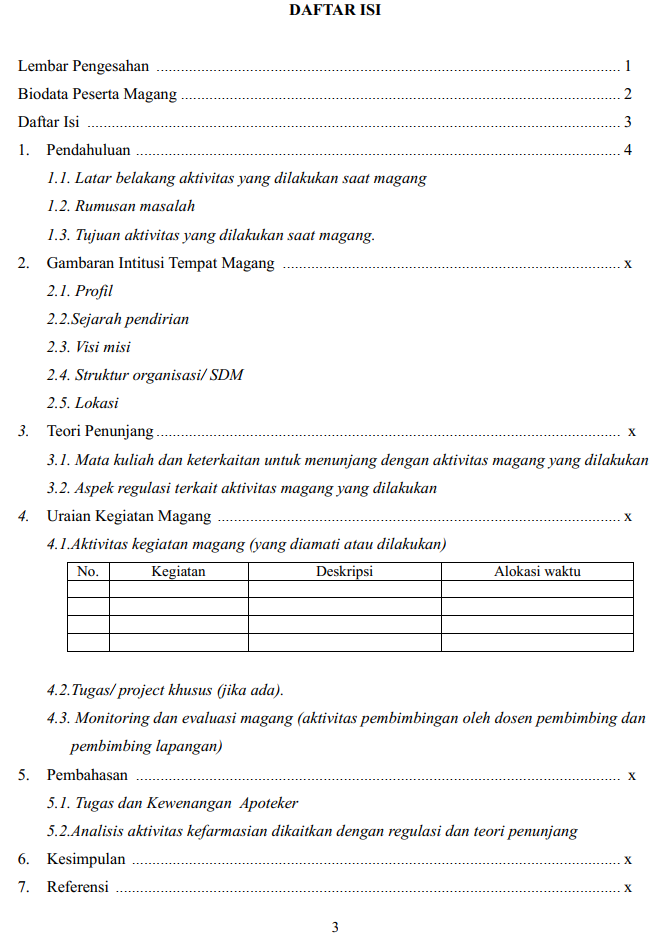 DAFTAR ISI
Lembar Pengesahan ........................................................................................................ 1
Biodata Peserta Magang ........................................................................................................ 2
Daftar Isi ........................................................................................................ 3
1. Pendahuluan ........................................................................................................ 4
1.1. Latar belakang aktivitas yang dilakukan saat magang
1.2. Rumusan masalah
1.3. Tujuan aktivitas yang dilakukan saat magang.
2. Gambaran Intitusi Tempat Magang ........................................................................................................ x
2.1. Profil
2.2.Sejarah pendirian
2.3. Visi misi
2.4. Struktur organisasi/ SDM
2.5. Lokasi
3. Teori Penunjang ........................................................................................................ x
3.1. Mata kuliah dan keterkaitan untuk menunjang dengan aktivitas magang yang dilakukan
3.2. Aspek regulasi terkait aktivitas magang yang dilakukan
4. Uraian Kegiatan Magang ........................................................................................................ x
4.1.Aktivitas kegiatan magang (yang diamati atau dilakukan)
No. Kegiatan Deskripsi Alokasi waktu
4.2.Tugas/ project khusus (jika ada).
4.3. Monitoring dan evaluasi magang (aktivitas pembimbingan oleh dosen pembimbing dan
pembimbing lapangan)
5. Pembahasan ........................................................................................................ x
5.1. Tugas dan Kewenangan Apoteker
5.2.Analisis aktivitas kefarmasian dikaitkan dengan regulasi dan teori penunjang
6. Kesimpulan ........................................................................................................ x
7. Referensi ........................................................................................................ x
3